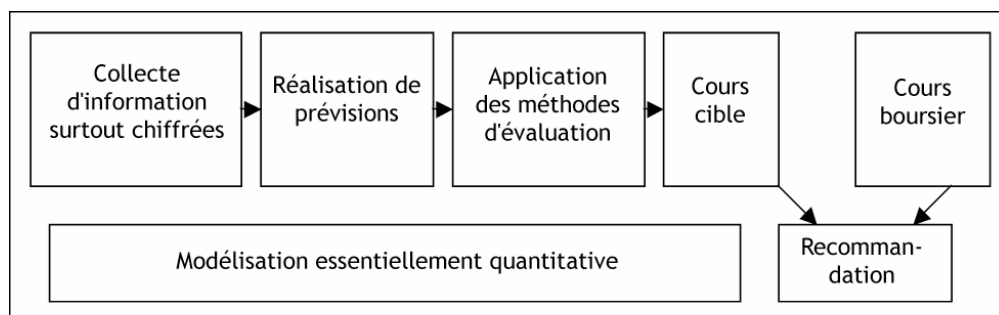 Collecte
d'information
surtout chiffrées
Réalisation de
prévisions
Application
des méthodes
d'évaluation
Cours
cible
Cours
boursier
Modélisation essentiellement quantitative
Recomman-
dation